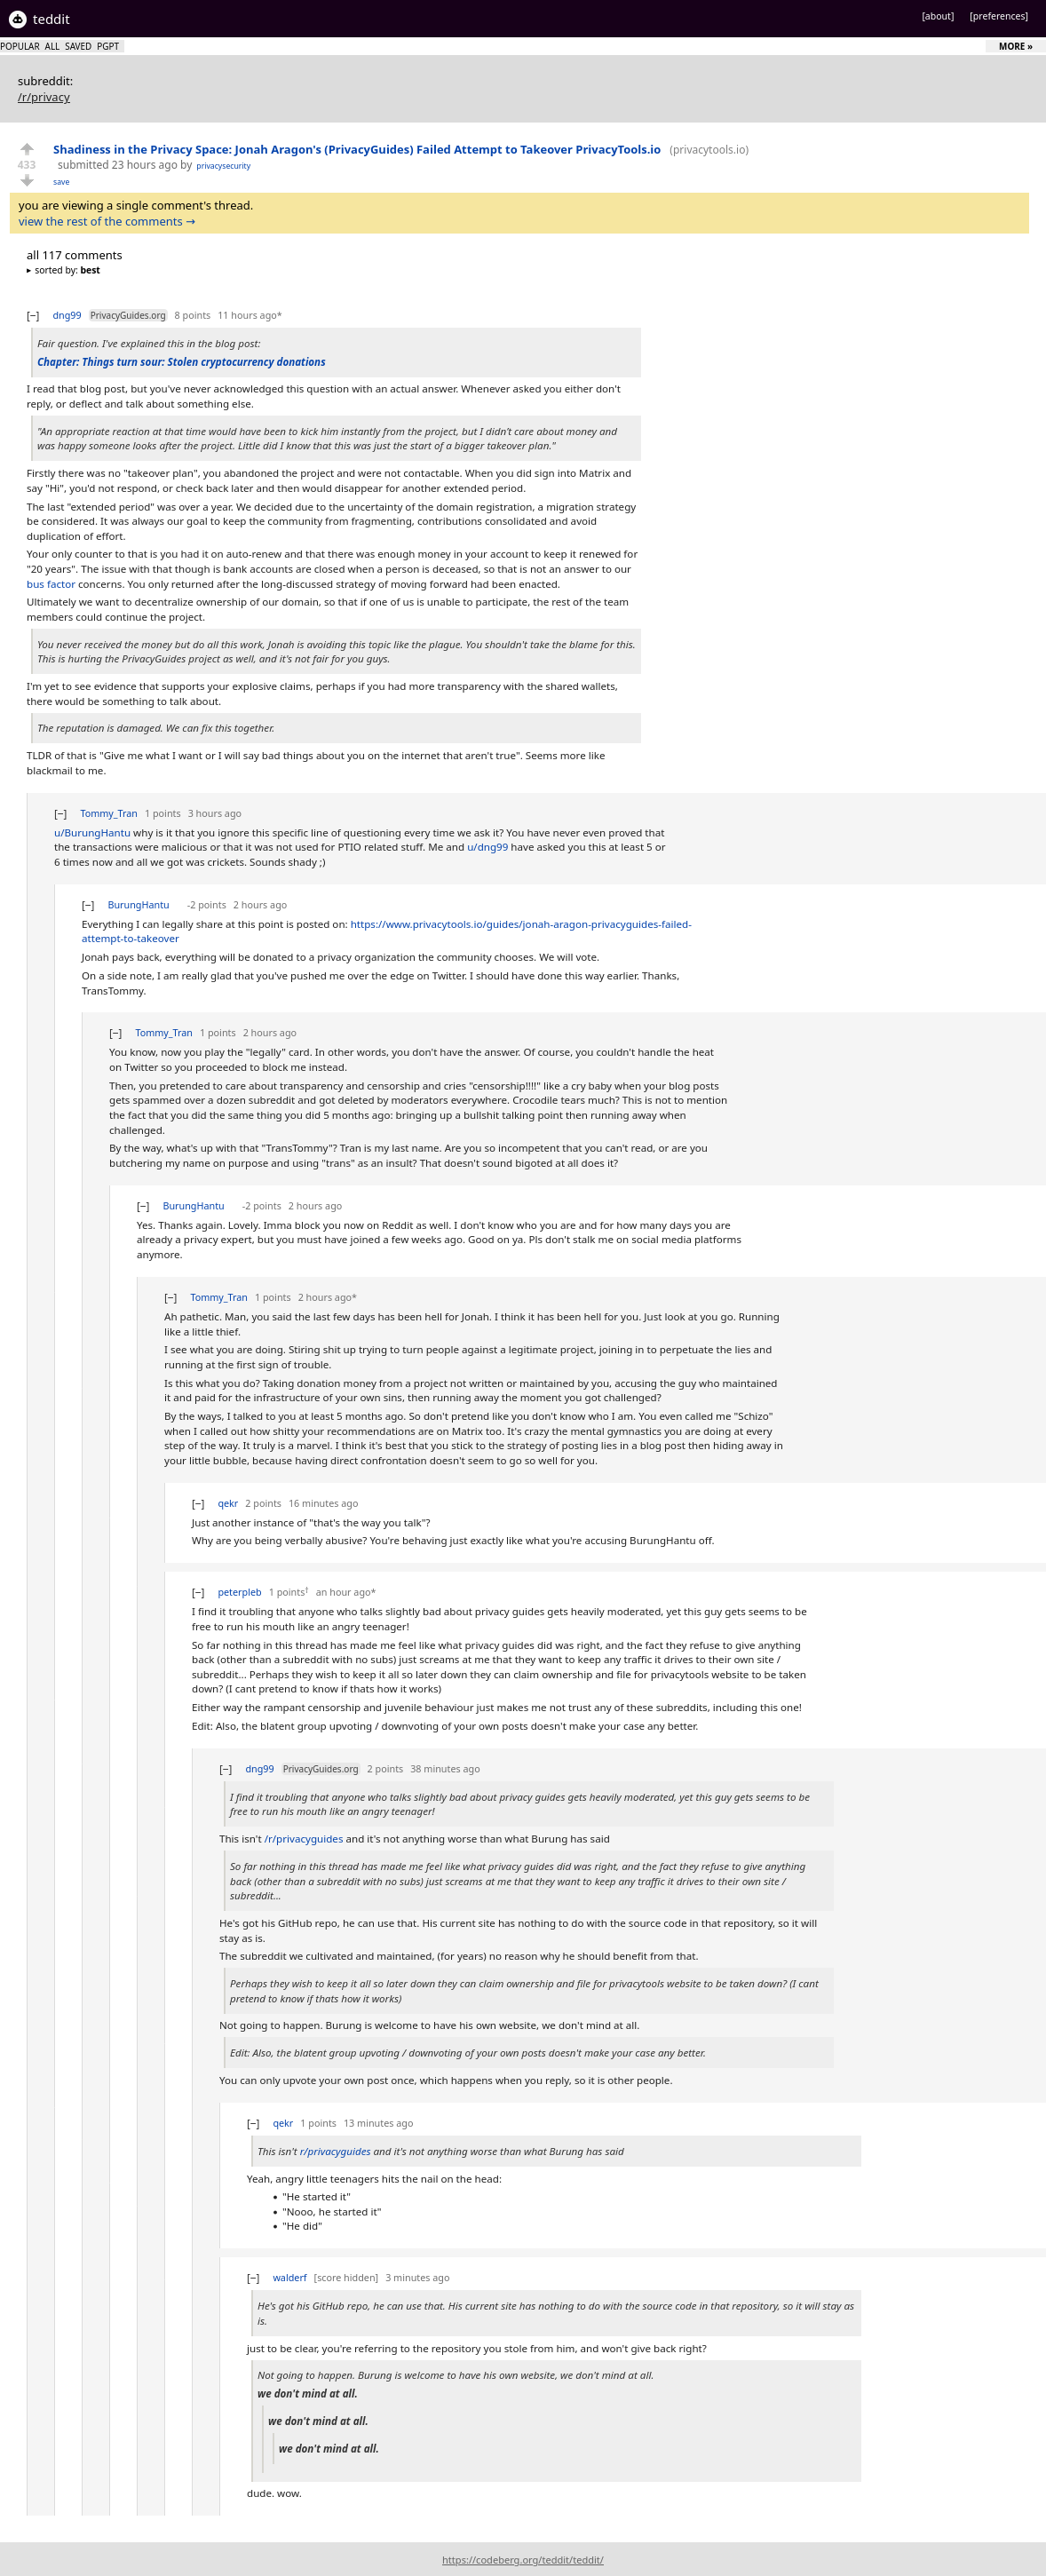 teddit
[about] [preferences]
POPULAR ALL SAVED PGPT
MORE »
subreddit:
/r/privacy
Shadiness in the Privacy Space: Jonah Aragon's (PrivacyGuides) Failed Attempt to Takeover PrivacyTools.io (privacytools.io)
433
submitted 23 hours ago by privacysecurity
save
you are viewing a single comment's thread.
view the rest of the comments →
all 117 comments
▸ sorted by: best
[–] dng99 PrivacyGuides.org 8 points 11 hours ago*
Fair question. I've explained this in the blog post:
Chapter: Things turn sour: Stolen cryptocurrency donations
I read that blog post, but you've never acknowledged this question with an actual answer. Whenever asked you either don't
reply, or deflect and talk about something else.
"An appropriate reaction at that time would have been to kick him instantly from the project, but I didn't care about money and
was happy someone looks after the project. Little did I know that this was just the start of a bigger takeover plan."
Firstly there was no "takeover plan", you abandoned the project and were not contactable. When you did sign into Matrix and
say "Hi", you'd not respond, or check back later and then would disappear for another extended period.
The last "extended period" was over a year. We decided due to the uncertainty of the domain registration, a migration strategy
be considered. It was always our goal to keep the community from fragmenting, contributions consolidated and avoid
duplication of effort.
Your only counter to that is you had it on auto-renew and that there was enough money in your account to keep it renewed for
"20 years". The issue with that though is bank accounts are closed when a person is deceased, so that is not an answer to our
bus factor concerns. You only returned after the long-discussed strategy of moving forward had been enacted.
Ultimately we want to decentralize ownership of our domain, so that if one of us is unable to participate, the rest of the team
members could continue the project.
You never received the money but do all this work, Jonah is avoiding this topic like the plague. You shouldn't take the blame for this.
This is hurting the PrivacyGuides project as well, and it's not fair for you guys.
I'm yet to see evidence that supports your explosive claims, perhaps if you had more transparency with the shared wallets,
there would be something to talk about.
The reputation is damaged. We can fix this together.
TLDR of that is "Give me what I want or I will say bad things about you on the internet that aren't true". Seems more like
blackmail to me.
[–] Tommy_Tran 1 points 3 hours ago
u/BurungHantu why is it that you ignore this specific line of questioning every time we ask it? You have never even proved that
the transactions were malicious or that it was not used for PTIO related stuff. Me and u/dng99 have asked you this at least 5 or
6 times now and all we got was crickets. Sounds shady ;)
[–] BurungHantu -2 points 2 hours ago
Everything I can legally share at this point is posted on: https://www.privacytools.io/guides/jonah-aragon-privacyguides-failed-
attempt-to-takeover
Jonah pays back, everything will be donated to a privacy organization the community chooses. We will vote.
On a side note, I am really glad that you've pushed me over the edge on Twitter. I should have done this way earlier. Thanks,
TransTommy.
[–] Tommy_Tran 1 points 2 hours ago
You know, now you play the "legally" card. In other words, you don't have the answer. Of course, you couldn't handle the heat
on Twitter so you proceeded to block me instead.
Then, you pretended to care about transparency and censorship and cries "censorship!!!!" like a cry baby when your blog posts
gets spammed over a dozen subreddit and got deleted by moderators everywhere. Crocodile tears much? This is not to mention
the fact that you did the same thing you did 5 months ago: bringing up a bullshit talking point then running away when
challenged.
By the way, what's up with that "TransTommy"? Tran is my last name. Are you so incompetent that you can't read, or are you
butchering my name on purpose and using "trans" as an insult? That doesn't sound bigoted at all does it?
[–] BurungHantu -2 points 2 hours ago
Yes. Thanks again. Lovely. Imma block you now on Reddit as well. I don't know who you are and for how many days you are
already a privacy expert, but you must have joined a few weeks ago. Good on ya. Pls don't stalk me on social media platforms
anymore.
[–] Tommy_Tran 1 points 2 hours ago*
Ah pathetic. Man, you said the last few days has been hell for Jonah. I think it has been hell for you. Just look at you go. Running
like a little thief.
I see what you are doing. Stiring shit up trying to turn people against a legitimate project, joining in to perpetuate the lies and
running at the first sign of trouble.
Is this what you do? Taking donation money from a project not written or maintained by you, accusing the guy who maintained
it and paid for the infrastructure of your own sins, then running away the moment you got challenged?
By the ways, I talked to you at least 5 months ago. So don't pretend like you don't know who I am. You even called me "Schizo"
when I called out how shitty your recommendations are on Matrix too. It's crazy the mental gymnastics you are doing at every
step of the way. It truly is a marvel. I think it's best that you stick to the strategy of posting lies in a blog post then hiding away in
your little bubble, because having direct confrontation doesn't seem to go so well for you.
[–] qekr 2 points 16 minutes ago
Just another instance of "that's the way you talk"?
Why are you being verbally abusive? You're behaving just exactly like what you're accusing BurungHantu off.
[–] peterpleb 1 points† an hour ago*
I find it troubling that anyone who talks slightly bad about privacy guides gets heavily moderated, yet this guy gets seems to be
free to run his mouth like an angry teenager!
So far nothing in this thread has made me feel like what privacy guides did was right, and the fact they refuse to give anything
back (other than a subreddit with no subs) just screams at me that they want to keep any traffic it drives to their own site /
subreddit... Perhaps they wish to keep it all so later down they can claim ownership and file for privacytools website to be taken
down? (I cant pretend to know if thats how it works)
Either way the rampant censorship and juvenile behaviour just makes me not trust any of these subreddits, including this one!
Edit: Also, the blatent group upvoting / downvoting of your own posts doesn't make your case any better.
[–] dng99 PrivacyGuides.org 2 points 38 minutes ago
I find it troubling that anyone who talks slightly bad about privacy guides gets heavily moderated, yet this guy gets seems to be
free to run his mouth like an angry teenager!
This isn't /r/privacyguides and it's not anything worse than what Burung has said
So far nothing in this thread has made me feel like what privacy guides did was right, and the fact they refuse to give anything
back (other than a subreddit with no subs) just screams at me that they want to keep any traffic it drives to their own site /
subreddit...
He's got his GitHub repo, he can use that. His current site has nothing to do with the source code in that repository, so it will
stay as is.
The subreddit we cultivated and maintained, (for years) no reason why he should benefit from that.
Perhaps they wish to keep it all so later down they can claim ownership and file for privacytools website to be taken down? (I cant
pretend to know if thats how it works)
Not going to happen. Burung is welcome to have his own website, we don't mind at all.
Edit: Also, the blatent group upvoting / downvoting of your own posts doesn't make your case any better.
You can only upvote your own post once, which happens when you reply, so it is other people.
[–] qekr 1 points 13 minutes ago
This isn't r/privacyguides and it's not anything worse than what Burung has said
Yeah, angry little teenagers hits the nail on the head:
• "He started it"
• "Nooo, he started it"
• "He did"
[–] walderf [score hidden] 3 minutes ago
He's got his GitHub repo, he can use that. His current site has nothing to do with the source code in that repository, so it will stay as
is.
just to be clear, you're referring to the repository you stole from him, and won't give back right?
Not going to happen. Burung is welcome to have his own website, we don't mind at all.
we don't mind at all.
we don't mind at all.
we don't mind at all.
dude. wow.
https://codeberg.org/teddit/teddit/